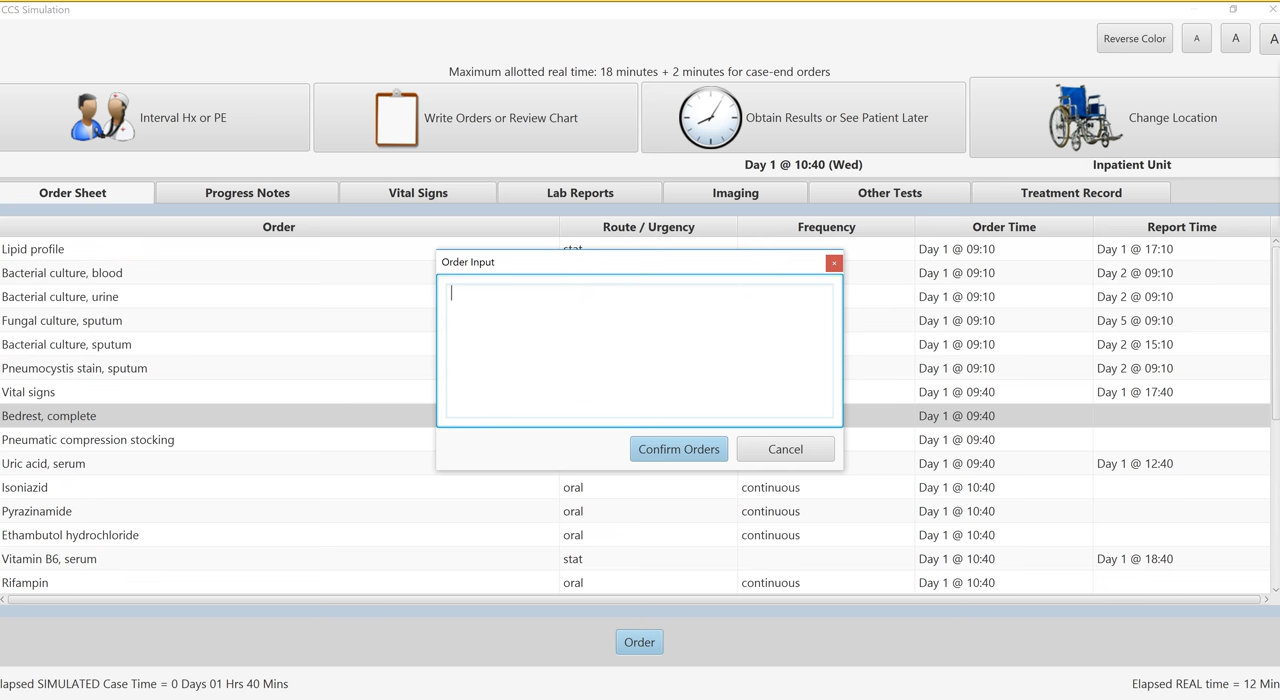 CCS Simulation
Reverse Color A A A
Maximum allotted real time: 18 minutes + 2 minutes for case-end orders
Interval Hx or PE Write Orders or Review Chart Obtain Results or See Patient Later Change Location
Day 1 @ 10:40 (Wed) Inpatient Unit
Order Sheet Progress Notes Vital Signs Lab Reports Imaging Other Tests Treatment Record
Order Route / Urgency Frequency Order Time Report Time
Lipid profile stat Day 1 @ 09:10 Day 1 @ 17:10
Order Input
Bacterial culture, blood Day 1 @ 09:10 Day 2 @ 09:10
Bacterial culture, urine Day 1 @ 09:10 Day 2 @ 09:10
Fungal culture, sputum Day 1 @ 09:10 Day 5 @ 09:10
Bacterial culture, sputum Day 1 @ 09:10 Day 2 @ 15:10
Pneumocystis stain, sputum Day 1 @ 09:10 Day 2 @ 09:10
Vital signs Day 1 @ 09:40 Day 1 @ 17:40
Bedrest, complete Day 1 @ 09:40
Pneumatic compression stocking Day 1 @ 09:40
Confirm Orders Cancel
Uric acid, serum Day 1 @ 09:40 Day 1 @ 12:40
Isoniazid oral continuous Day 1 @ 10:40
Pyrazinamide oral continuous Day 1 @ 10:40
Ethambutol hydrochloride oral continuous Day 1 @ 10:40
Vitamin B6, serum stat Day 1 @ 10:40 Day 1 @ 18:40
Rifampin oral continuous Day 1 @ 10:40
Order
lapsed SIMULATED Case Time = 0 Days 01 Hrs 40 Mins Elapsed REAL time = 12 Min